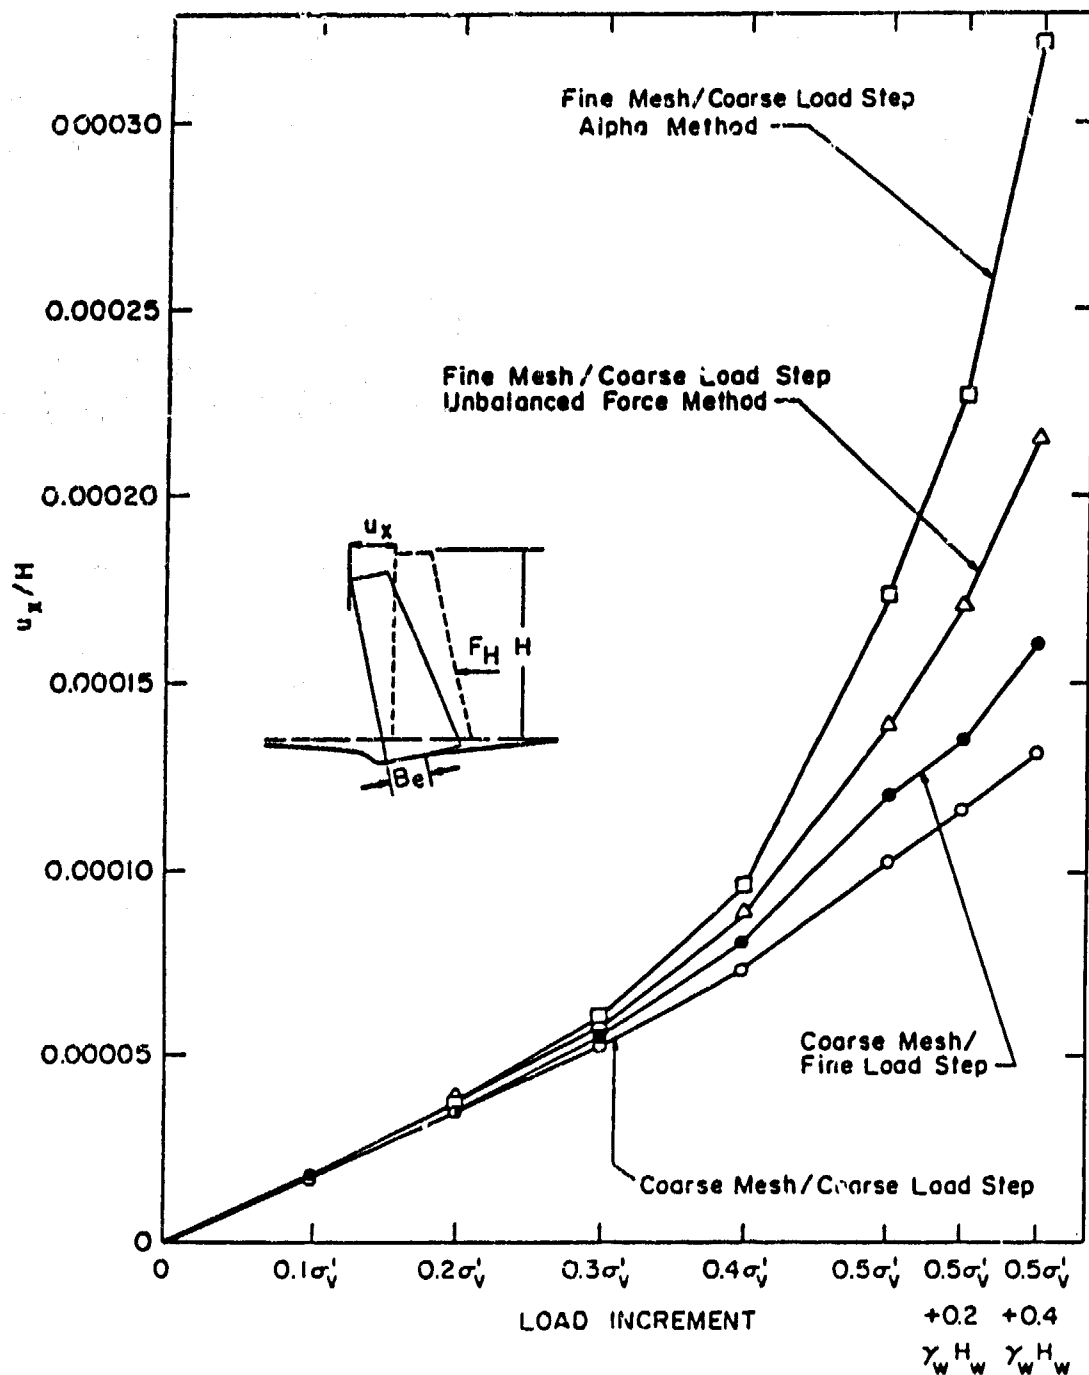 Fine Mesh/Coarse Load Step
Alpha Method
0.00030
0.00025
Fine Mesh/Coarse Load Step
Unbalanced Force Method
0.00020
u_x
u_x/H
F_H
H
0.00015
B_e
0.00010
0.00005
Coarse Mesh/
Fine Load Step
Coarse Mesh/Coarse Load Step
0
0 0.1σ'_v 0.2σ'_v 0.3σ'_v 0.4σ'_v 0.5σ'_v 0.5σ'_v 0.5σ'_v
LOAD INCREMENT
+0.2 +0.4
γ_w H_w γ_w H_w